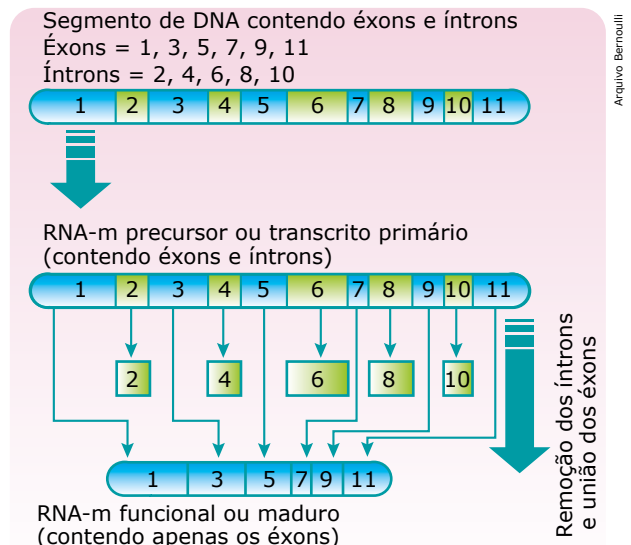 Segmento de DNA contendo éxons e íntrons
Éxons = 1, 3, 5, 7, 9, 11
Íntrons = 2, 4, 6, 8, 10
1 2 3 4 5 6 7 8 9 10 11
RNA-m precursor ou transcrito primário
(contendo éxons e íntrons)
1 2 3 4 5 6 7 8 9 10 11
2 4 6 8 10
1 3 5 7 9 11
RNA-m funcional ou maduro
(contendo apenas os éxons)
Remoção dos íntrons
e união dos éxons
Arquivo Bernoulli